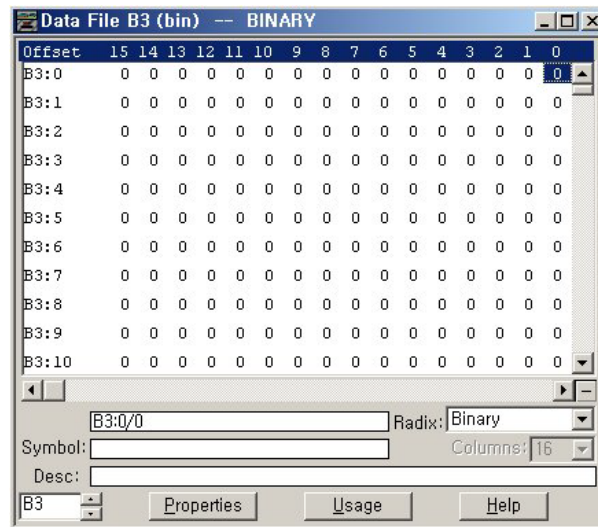 Data File B3 (bin) -- BINARY
Offset 15 14 13 12 11 10 9 8 7 6 5 4 3 2 1 0
B3:0 0 0 0 0 0 0 0 0 0 0 0 0 0 0 0 0
B3:1 0 0 0 0 0 0 0 0 0 0 0 0 0 0 0 0
B3:2 0 0 0 0 0 0 0 0 0 0 0 0 0 0 0 0
B3:3 0 0 0 0 0 0 0 0 0 0 0 0 0 0 0 0
B3:4 0 0 0 0 0 0 0 0 0 0 0 0 0 0 0 0
B3:5 0 0 0 0 0 0 0 0 0 0 0 0 0 0 0 0
B3:6 0 0 0 0 0 0 0 0 0 0 0 0 0 0 0 0
B3:7 0 0 0 0 0 0 0 0 0 0 0 0 0 0 0 0
B3:8 0 0 0 0 0 0 0 0 0 0 0 0 0 0 0 0
B3:9 0 0 0 0 0 0 0 0 0 0 0 0 0 0 0 0
B3:10 0 0 0 0 0 0 0 0 0 0 0 0 0 0 0 0
B3:0/0 Radix: Binary
Symbol: Columns: 16
Desc:
B3 Properties Usage Help